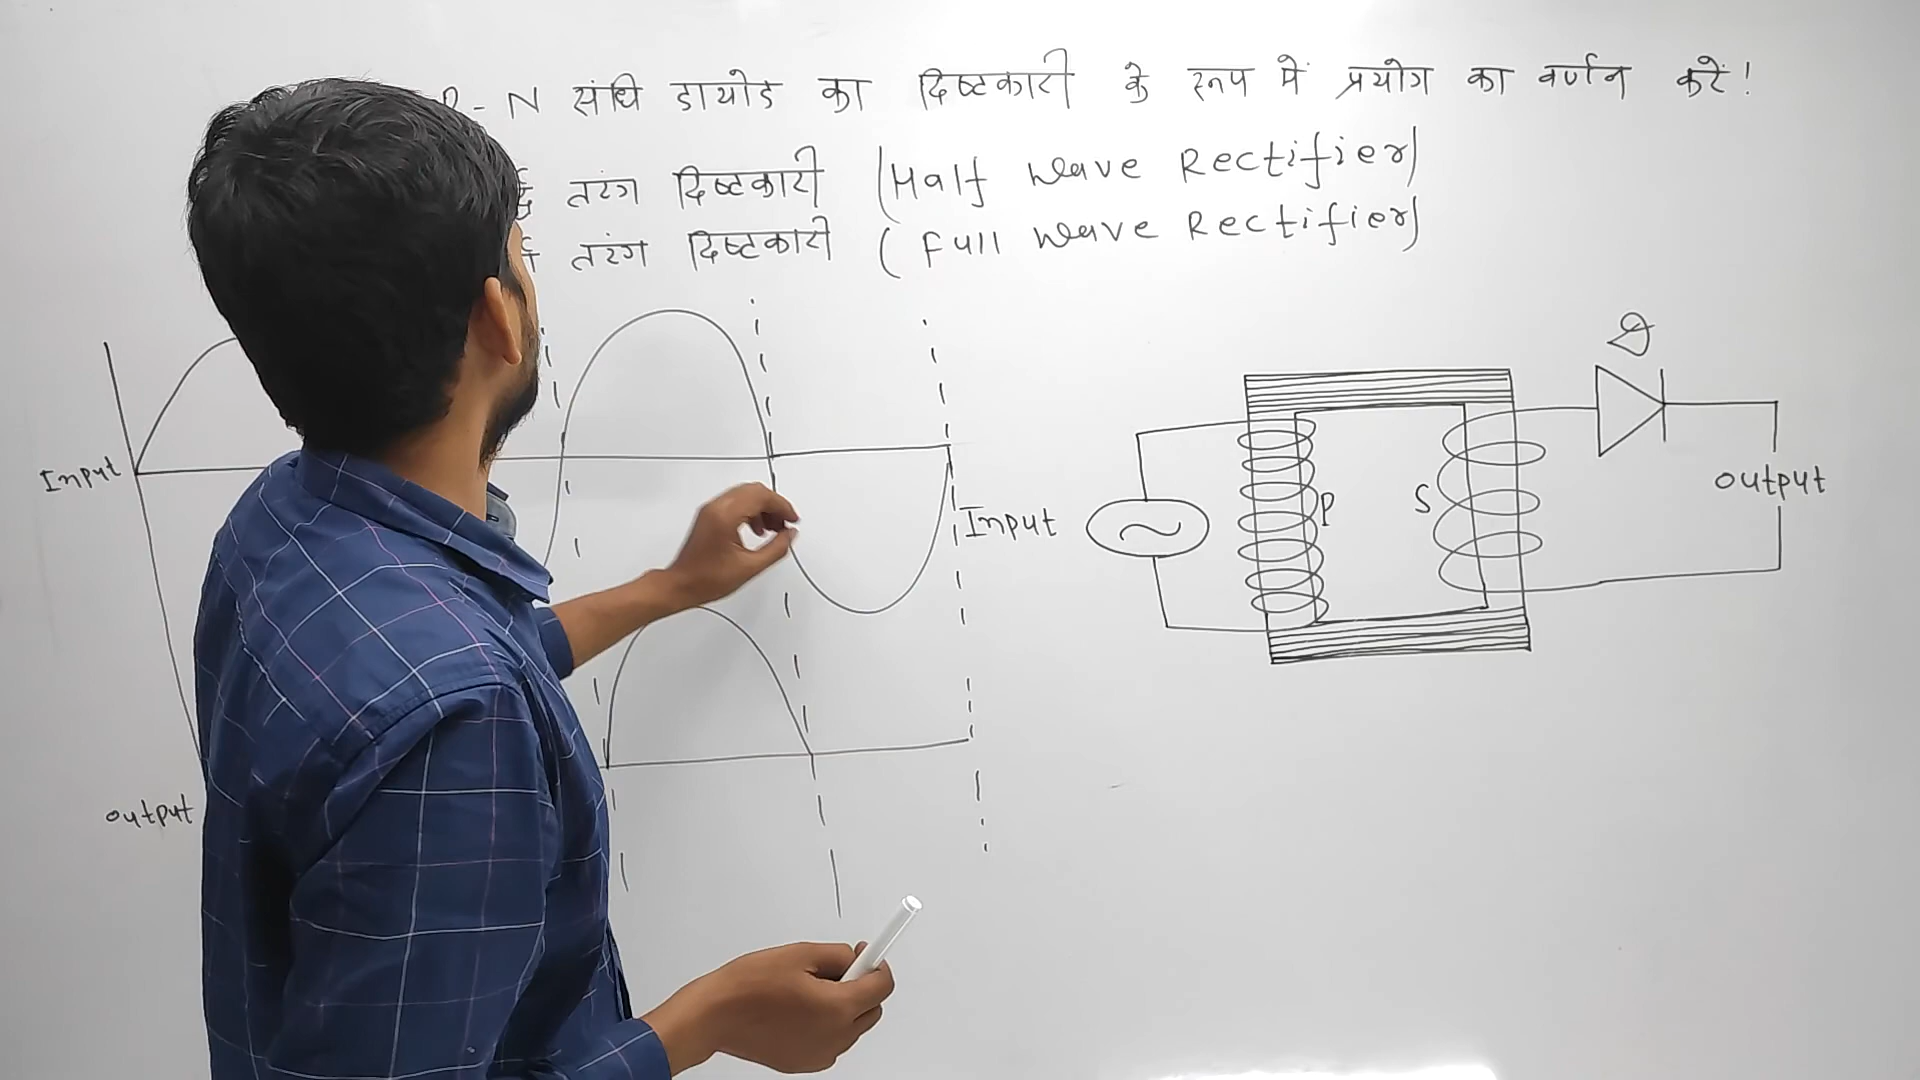 P-N संधि डायोड का दिष्टकारी के रूप में प्रयोग का वर्णन करें!
तरंग दिष्टकारी (Half Wave Rectifier)
तरंग दिष्टकारी (Full Wave Rectifier)
D
Input
Input
P
S
output
output